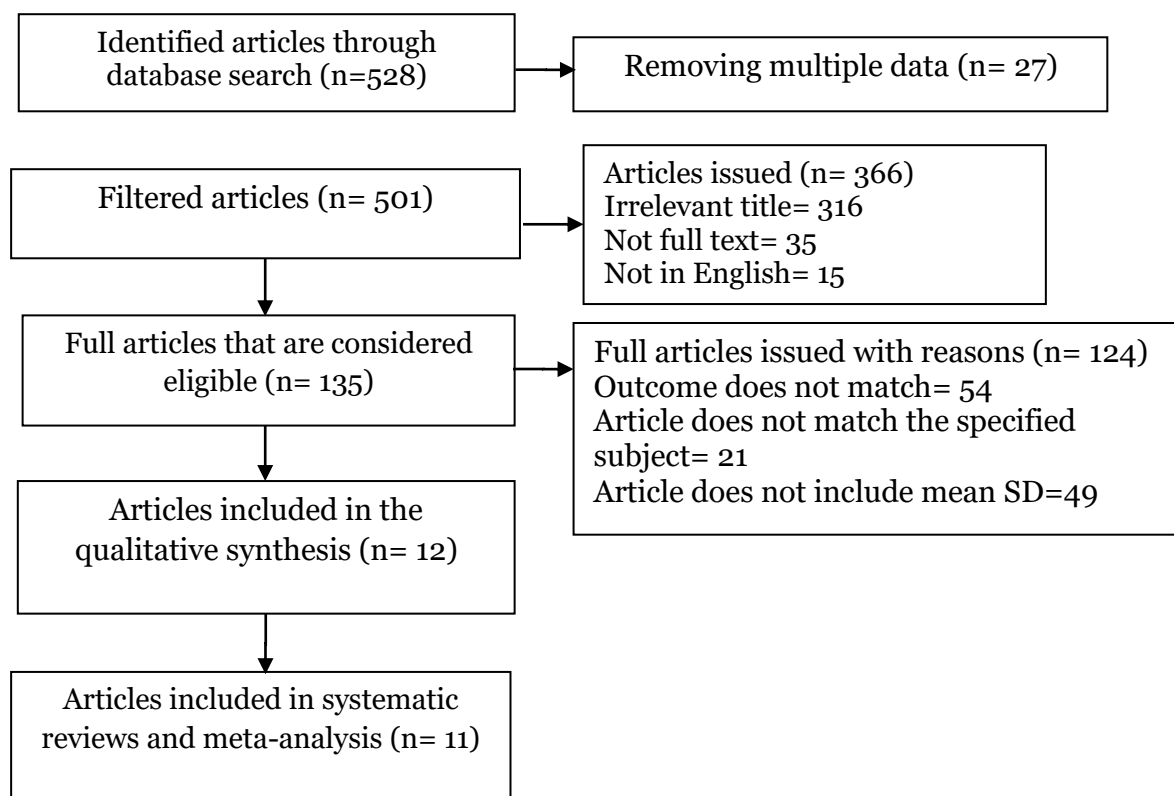 Identified articles through
database search (n=528)
Removing multiple data (n= 27)
Filtered articles (n= 501)
Articles issued (n= 366)
Irrelevant title= 316
Not full text= 35
Not in English= 15
Full articles that are considered
eligible (n= 135)
Full articles issued with reasons (n= 124)
Outcome does not match= 54
Article does not match the specified
subject= 21
Article does not include mean SD=49
Articles included in the
qualitative synthesis (n= 12)
Articles included in systematic
reviews and meta-analysis (n= 11)